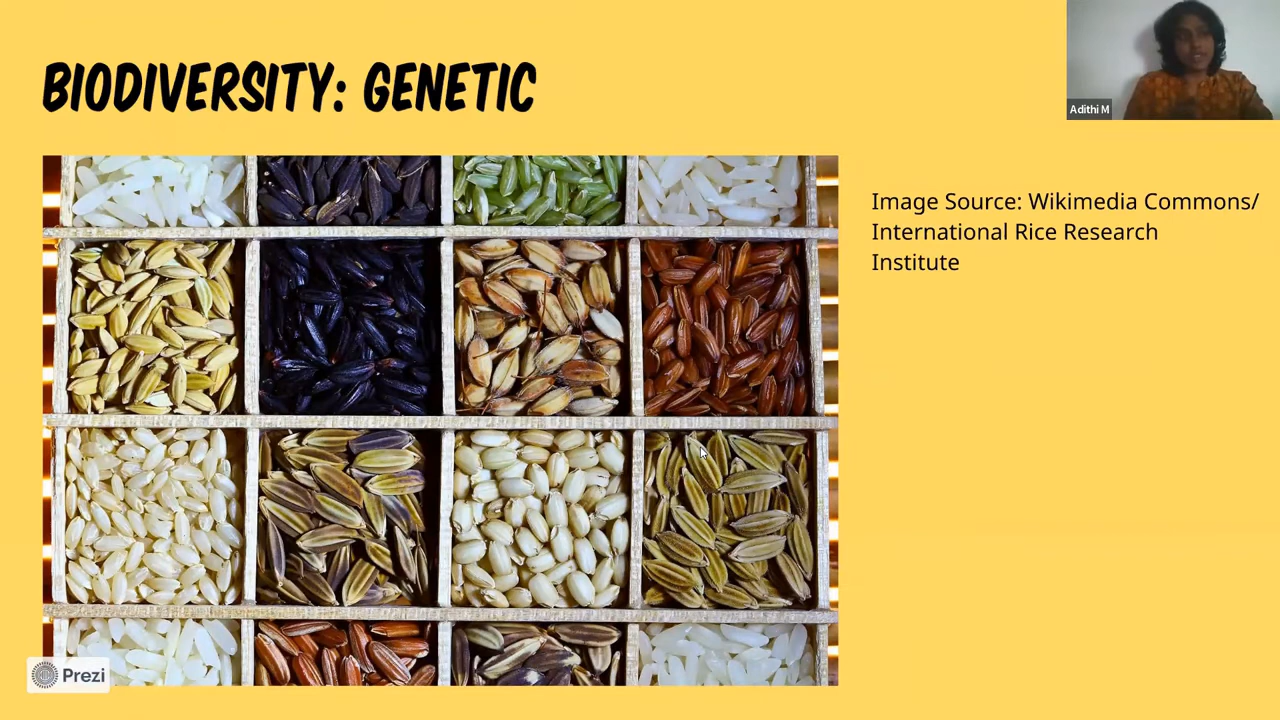 BIODIVERSITY: GENETIC
Adithi M
Image Source: Wikimedia Commons/
International Rice Research
Institute
Prezi